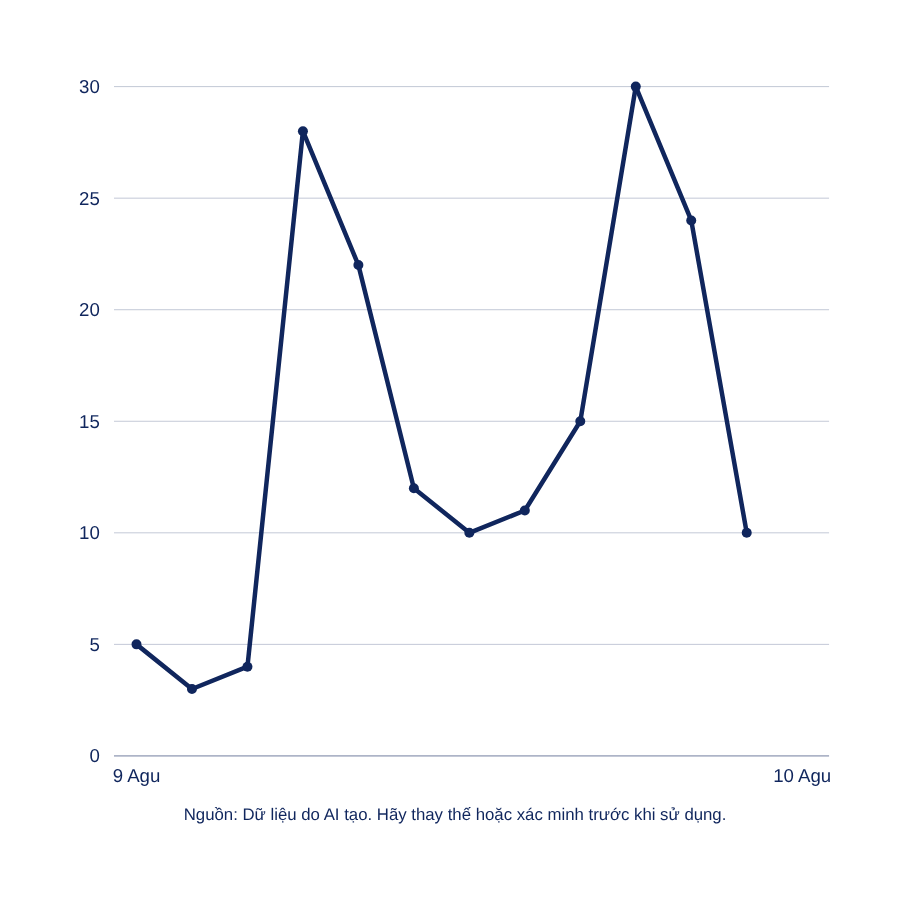 30
25
20
15
10
5
0
9 Agu
10 Agu
Nguồn: Dữ liệu do AI tạo. Hãy thay thế hoặc xác minh trước khi sử dụng.